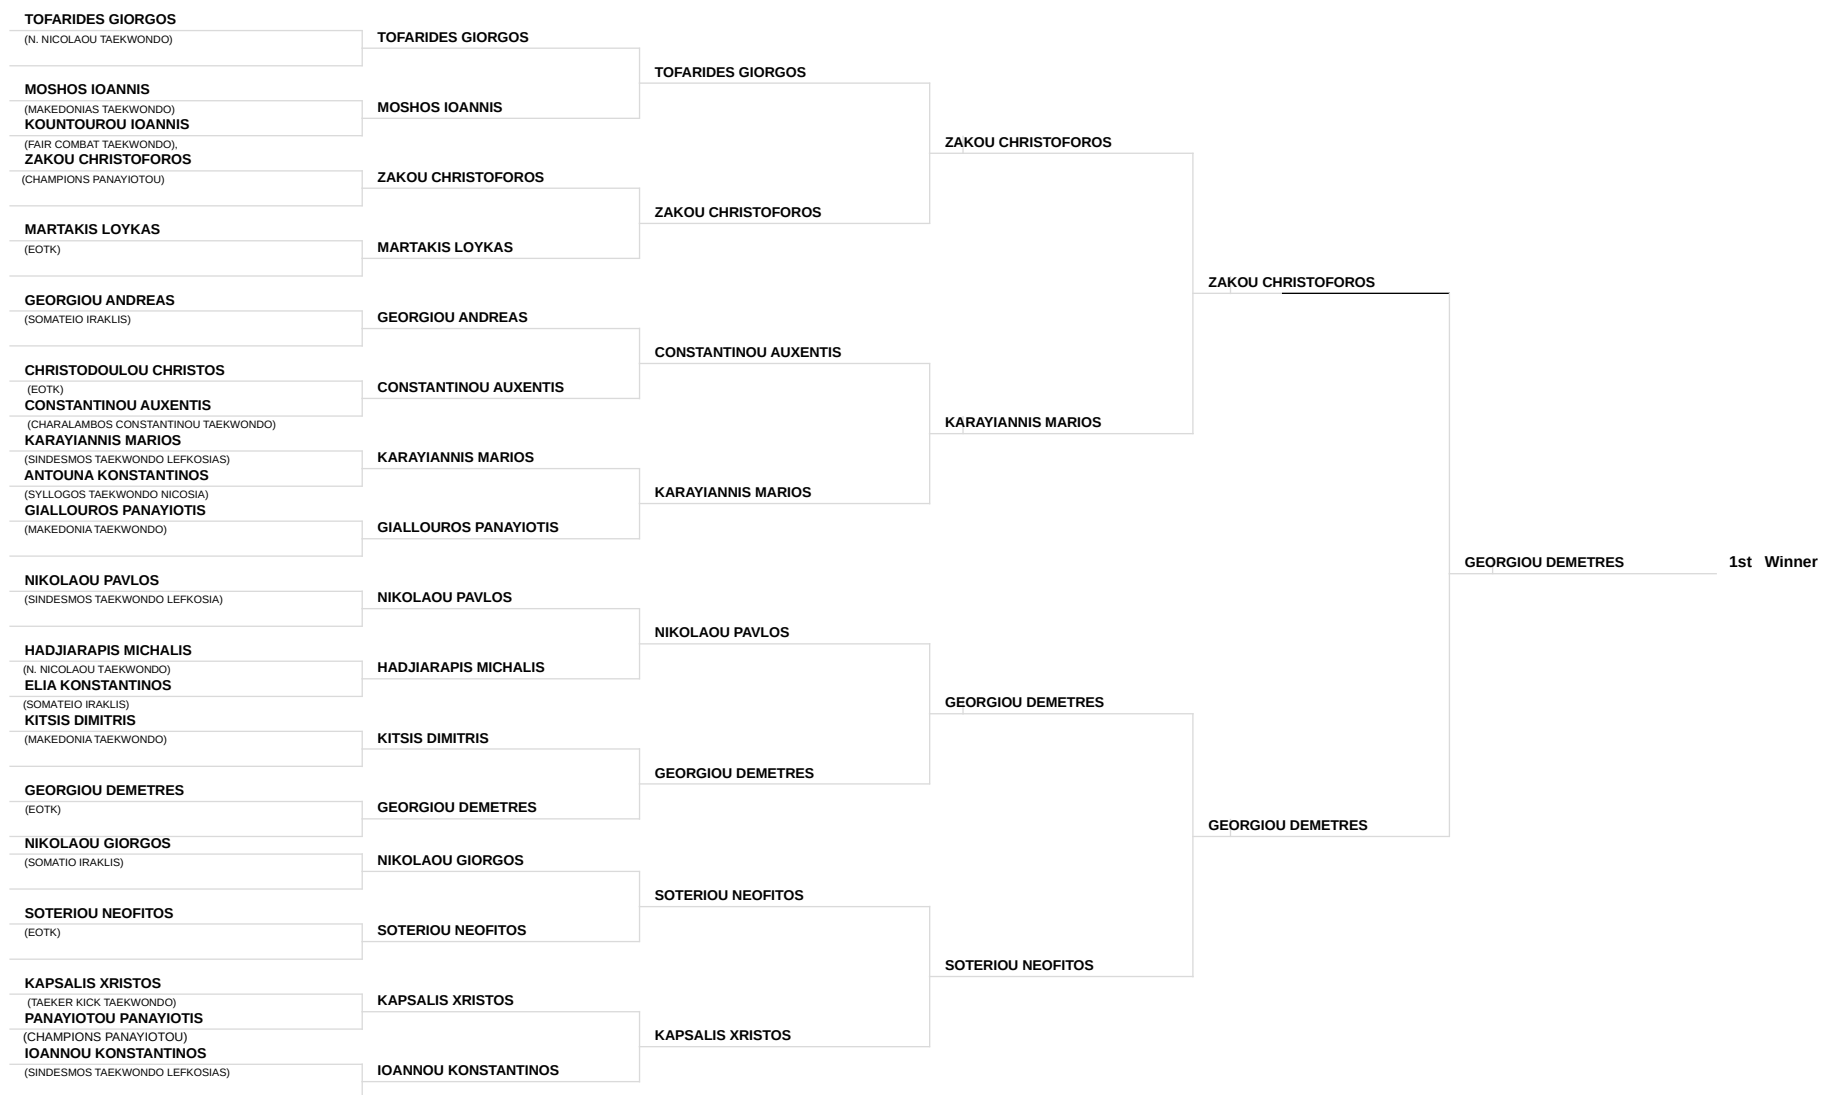 TOFARIDES GIORGOS
(N. NICOLAOU TAEKWONDO)
MOSHOS IOANNIS
(MAKEDONIAS TAEKWONDO)
KOUNTOUROU IOANNIS
(FAIR COMBAT TAEKWONDO),
ZAKOU CHRISTOFOROS
(CHAMPIONS PANAYIOTOU)
MARTAKIS LOYKAS
(EOTK)
GEORGIOU ANDREAS
(SOMATEIO IRAKLIS)
CHRISTODOULOU CHRISTOS
(EOTK)
CONSTANTINOU AUXENTIS
(CHARALAMBOS CONSTANTINOU TAEKWONDO)
KARAYIANNIS MARIOS
(SINDESMOS TAEKWONDO LEFKOSIAS)
ANTOUNA KONSTANTINOS
(SYLLOGOS TAEKWONDO NICOSIA)
GIALLOUROS PANAYIOTIS
(MAKEDONIA TAEKWONDO)
NIKOLAOU PAVLOS
(SINDESMOS TAEKWONDO LEFKOSIA)
HADJIARAPIS MICHALIS
(N. NICOLAOU TAEKWONDO)
ELIA KONSTANTINOS
(SOMATEIO IRAKLIS)
KITSIS DIMITRIS
(MAKEDONIA TAEKWONDO)
GEORGIOU DEMETRES
(EOTK)
NIKOLAOU GIORGOS
(SOMATIO IRAKLIS)
SOTERIOU NEOFITOS
(EOTK)
KAPSALIS XRISTOS
(TAEKER KICK TAEKWONDO)
PANAYIOTOU PANAYIOTIS
(CHAMPIONS PANAYIOTOU)
IOANNOU KONSTANTINOS
(SINDESMOS TAEKWONDO LEFKOSIAS)
TOFARIDES GIORGOS
MOSHOS IOANNIS
ZAKOU CHRISTOFOROS
MARTAKIS LOYKAS
GEORGIOU ANDREAS
CONSTANTINOU AUXENTIS
KARAYIANNIS MARIOS
GIALLOUROS PANAYIOTIS
NIKOLAOU PAVLOS
HADJIARAPIS MICHALIS
KITSIS DIMITRIS
GEORGIOU DEMETRES
NIKOLAOU GIORGOS
SOTERIOU NEOFITOS
KAPSALIS XRISTOS
IOANNOU KONSTANTINOS
TOFARIDES GIORGOS
ZAKOU CHRISTOFOROS
CONSTANTINOU AUXENTIS
KARAYIANNIS MARIOS
NIKOLAOU PAVLOS
GEORGIOU DEMETRES
SOTERIOU NEOFITOS
KAPSALIS XRISTOS
ZAKOU CHRISTOFOROS
KARAYIANNIS MARIOS
GEORGIOU DEMETRES
SOTERIOU NEOFITOS
ZAKOU CHRISTOFOROS
GEORGIOU DEMETRES
GEORGIOU DEMETRES
1st Winner